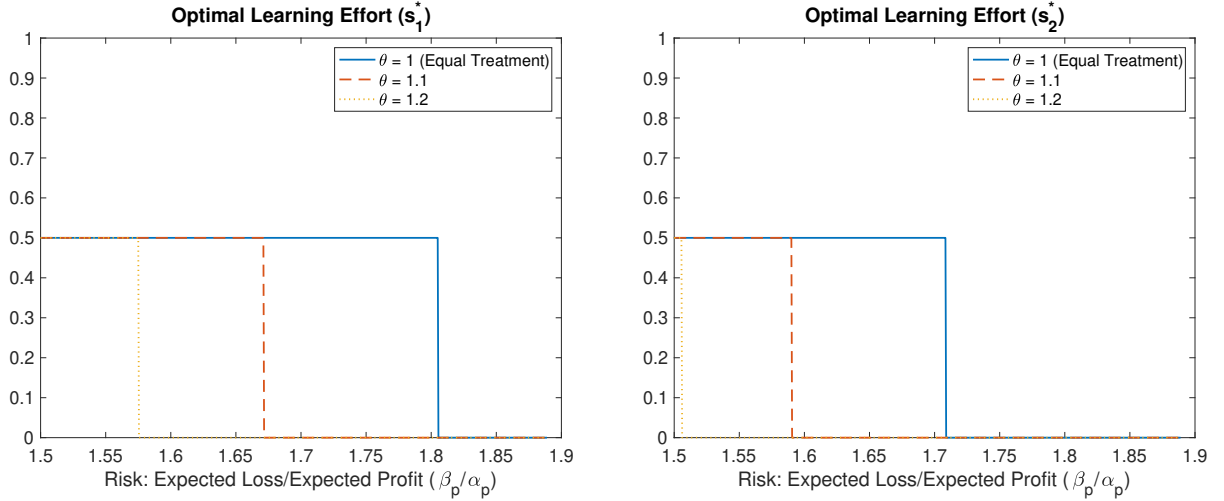 Optimal Learning Effort (s*1)
1
0.9
0.8
0.7
0.6
0.5
0.4
0.3
0.2
0.1
0
θ = 1 (Equal Treatment)
θ = 1.1
θ = 1.2
1.5 1.55 1.6 1.65 1.7 1.75 1.8 1.85 1.9
Risk: Expected Loss/Expected Profit (βp/αp)
Optimal Learning Effort (s*2)
1
0.9
0.8
0.7
0.6
0.5
0.4
0.3
0.2
0.1
0
θ = 1 (Equal Treatment)
θ = 1.1
θ = 1.2
1.5 1.55 1.6 1.65 1.7 1.75 1.8 1.85 1.9
Risk: Expected Loss/Expected Profit (βp/αp)